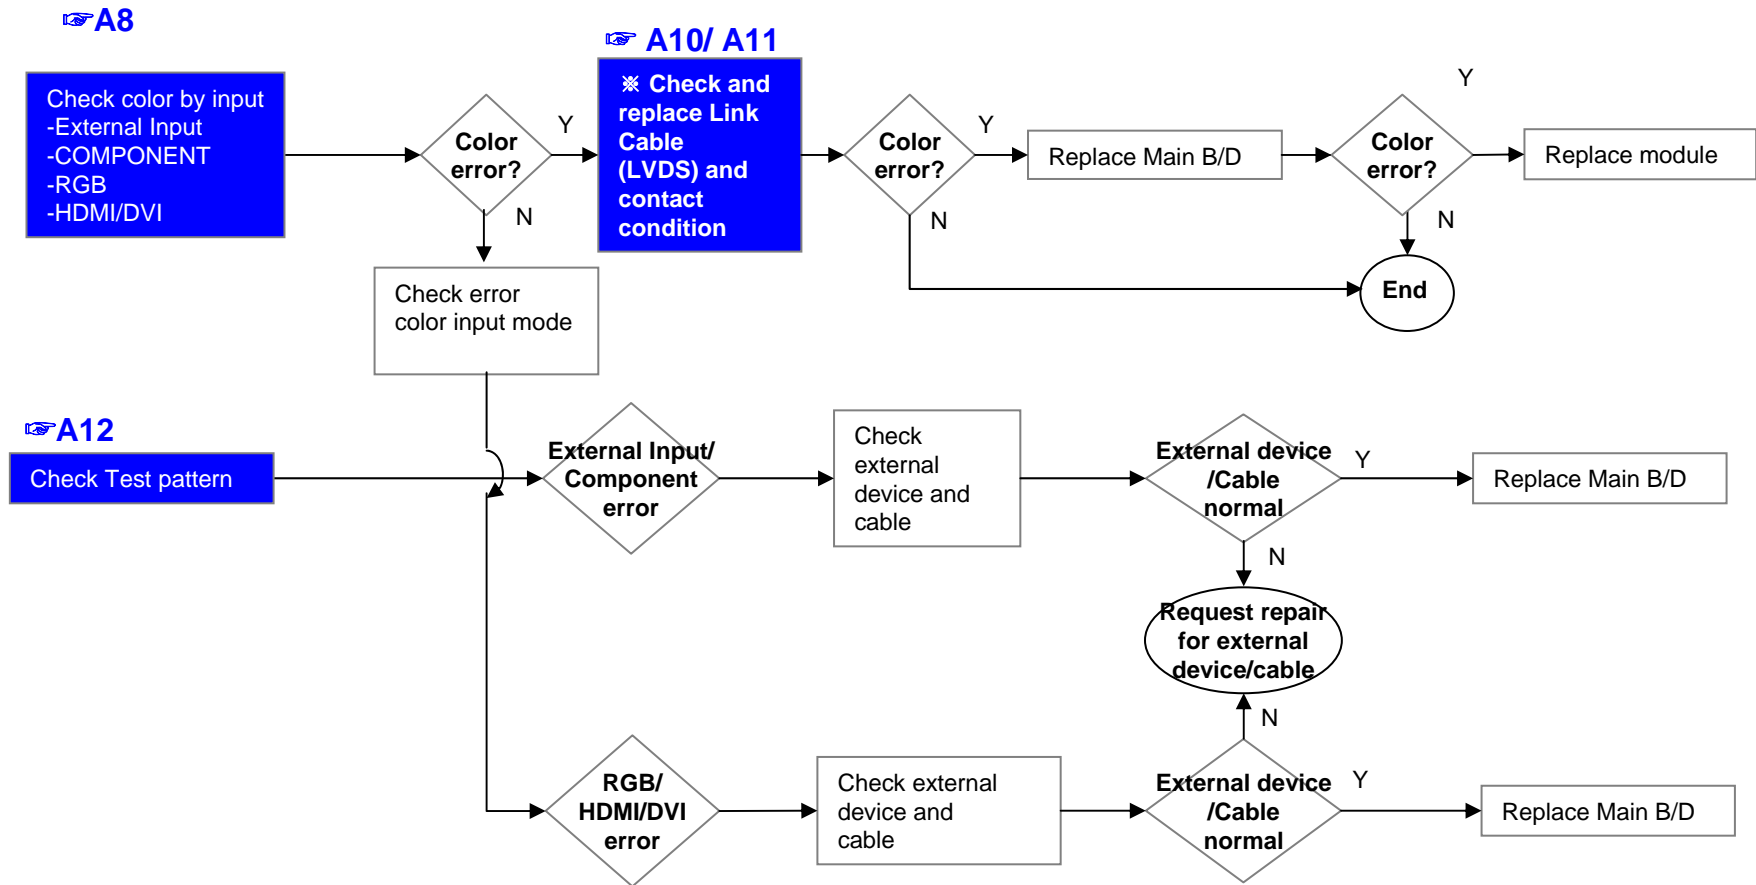 ☞A8
☞ A10/ A11
Check color by input
-External Input
-COMPONENT
-RGB
-HDMI/DVI
Color
error?
Y
N
※ Check and
replace Link
Cable
(LVDS) and
contact
condition
Color
error?
Y
N
Replace Main B/D
Color
error?
Y
N
Replace module
End
Check error
color input mode
☞A12
Check Test pattern
External Input/
Component
error
Check
external
device and
cable
External device
/Cable
normal
Y
N
Replace Main B/D
Request repair
for external
device/cable
RGB/
HDMI/DVI
error
Check external
device and
cable
N
External device
/Cable
normal
Y
Replace Main B/D